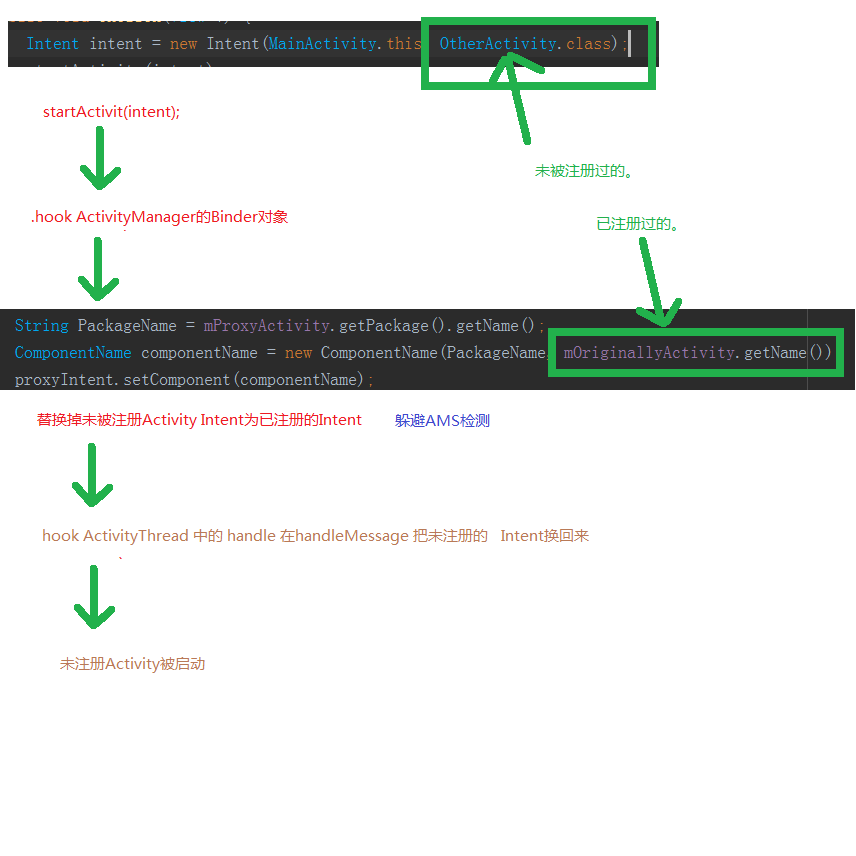 Intent intent = new Intent(MainActivity.this OtherActivity.class);
startActivit(intent);
未被注册过的。
.hook ActivityManager的Binder对象
已注册过的。
String PackageName = mProxyActivity.getPackage().getName();
ComponentName componentName = new ComponentName(PackageName, mOriginallyActivity.getName())
proxyIntent.setComponent(componentName);
替换掉未被注册Activity Intent为已注册的Intent 躲避AMS检测
hook ActivityThread 中的 handle 在handleMessage 把未注册的 Intent换回来
未注册Activity被启动